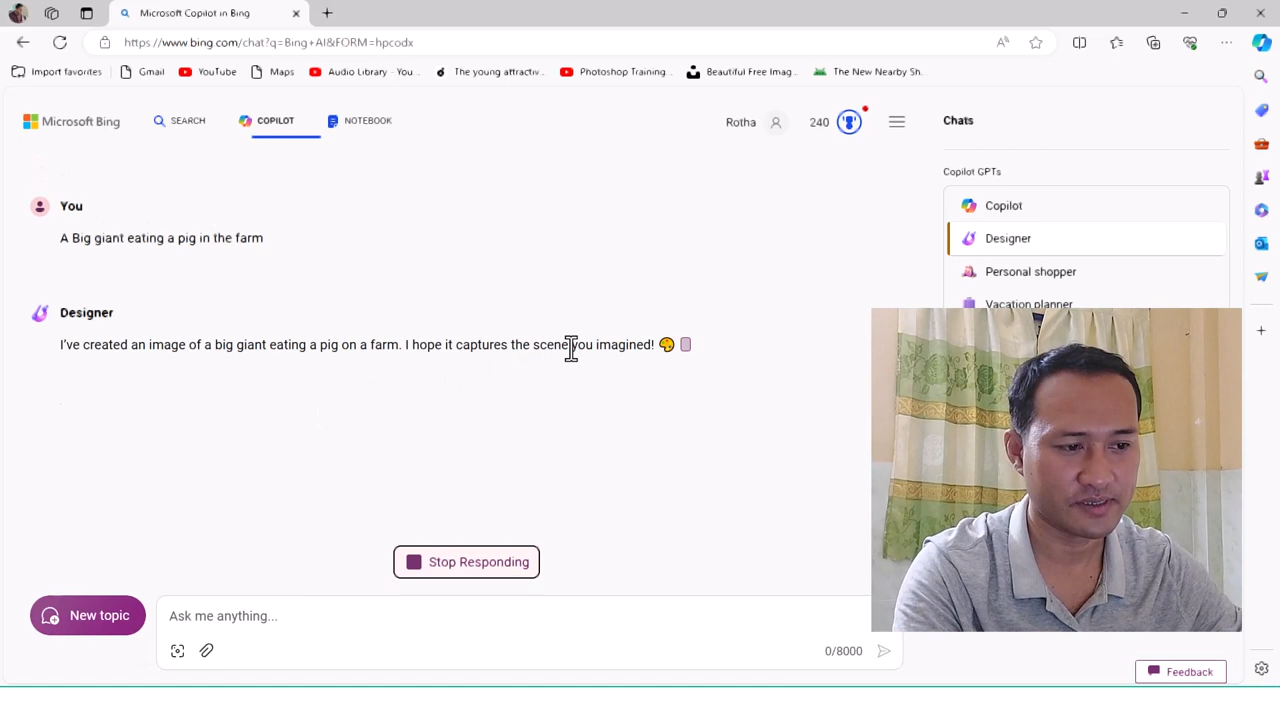 Microsoft Copilot in Bing
https://www.bing.com/chat?q=Bing+AI&FORM=hpcodx
Import favorites
Gmail
YouTube
Maps
Audio Library - You...
The young attractiv...
Photoshop Training...
Beautiful Free Imag...
The New Nearby Sh...
Microsoft Bing
SEARCH
COPILOT
NOTEBOOK
Rotha
240
Chats
Copilot GPTs
Copilot
Designer
Personal shopper
Vacation planner
You
A Big giant eating a pig in the farm
Designer
I've created an image of a big giant eating a pig on a farm. I hope it captures the scene you imagined!
Stop Responding
New topic
Ask me anything...
0/8000
Feedback